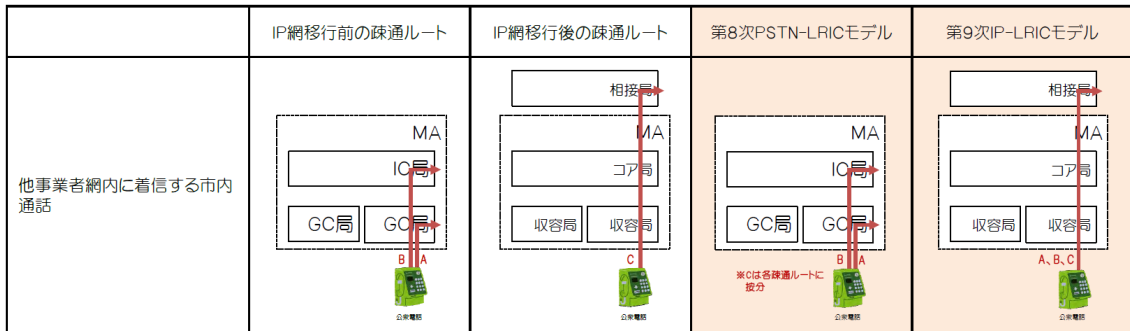 IP網移行前の疎通ルート
IP網移行後の疎通ルート
第8次PSTN-LRICモデル
第9次IP-LRICモデル
他事業者網内に着信する市内
通話
MA
IC局
GC局
GC局
B
A
公衆電話
相接局
MA
コア局
収容局
収容局
C
公衆電話
MA
IC局
GC局
GC局
B
A
※Cは各疎通ルートに
按分
公衆電話
相接局
MA
コア局
収容局
収容局
A、B、C
公衆電話